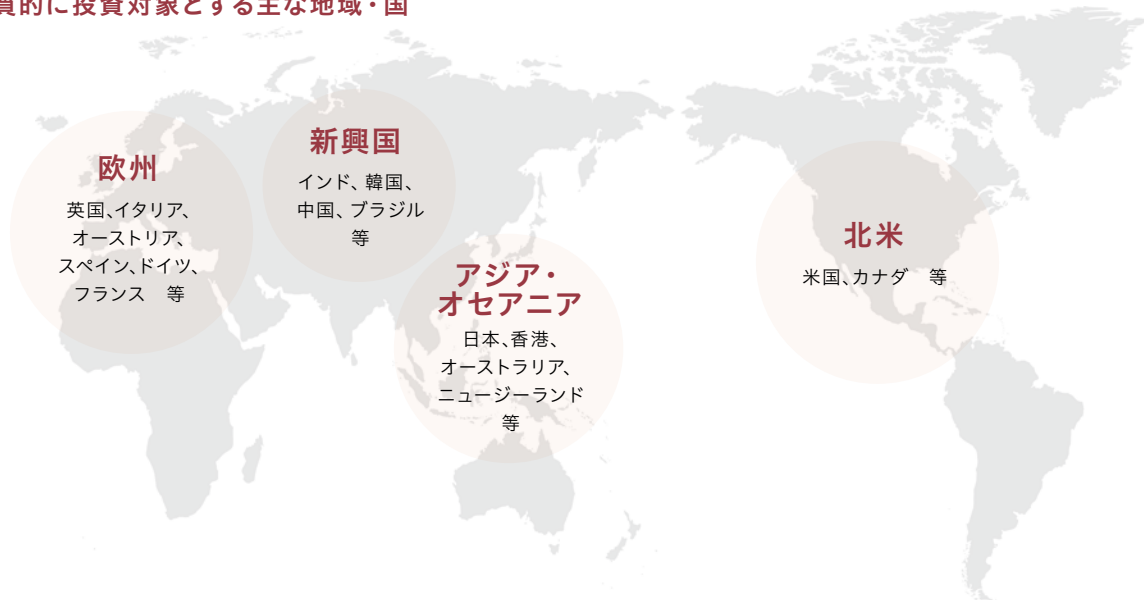 質的に投資対象とする主な地域・国
欧州
英国、イタリア、
オーストリア、
スペイン、ドイツ、
フランス　等
新興国
インド、韓国、
中国、ブラジル
等
アジア・
オセアニア
日本、香港、
オーストラリア、
ニュージーランド
等
北米
米国、カナダ　等